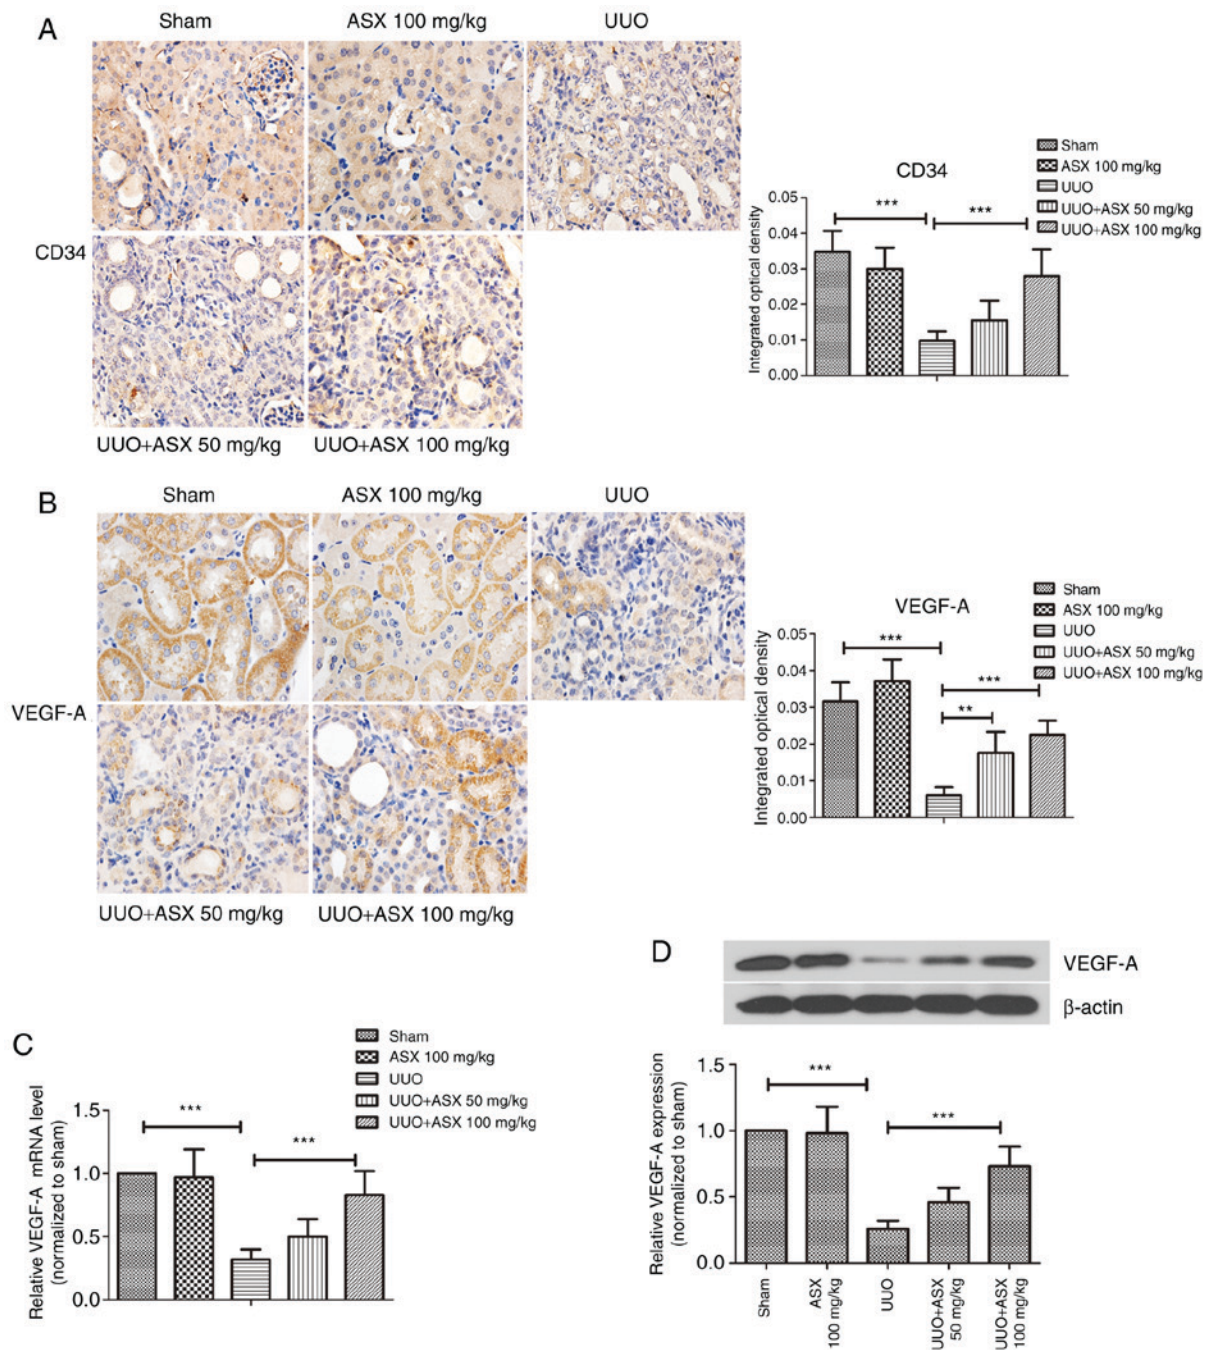 A
Sham
ASX 100 mg/kg
UUO
CD34
UUO+ASX 50 mg/kg
UUO+ASX 100 mg/kg
CD34
Sham
ASX 100 mg/kg
UUO
UUO+ASX 50 mg/kg
UUO+ASX 100 mg/kg
Integrated optical density
0.05
0.04
0.03
0.02
0.01
0.00
***
***
B
Sham
ASX 100 mg/kg
UUO
VEGF-A
UUO+ASX 50 mg/kg
UUO+ASX 100 mg/kg
VEGF-A
Sham
ASX 100 mg/kg
UUO
UUO+ASX 50 mg/kg
UUO+ASX 100 mg/kg
Integrated optical density
0.05
0.04
0.03
0.02
0.01
0.00
***
***
**
C
Sham
ASX 100 mg/kg
UUO
UUO+ASX 50 mg/kg
UUO+ASX 100 mg/kg
Relative VEGF-A mRNA level
(normalized to sham)
1.5
1.0
0.5
0.0
***
***
D
VEGF-A
β-actin
Relative VEGF-A expression
(normalized to sham)
1.5
1.0
0.5
0.0
***
***
Sham
ASX
100 mg/kg
UUO
UUO+ASX
50 mg/kg
UUO+ASX
100 mg/kg